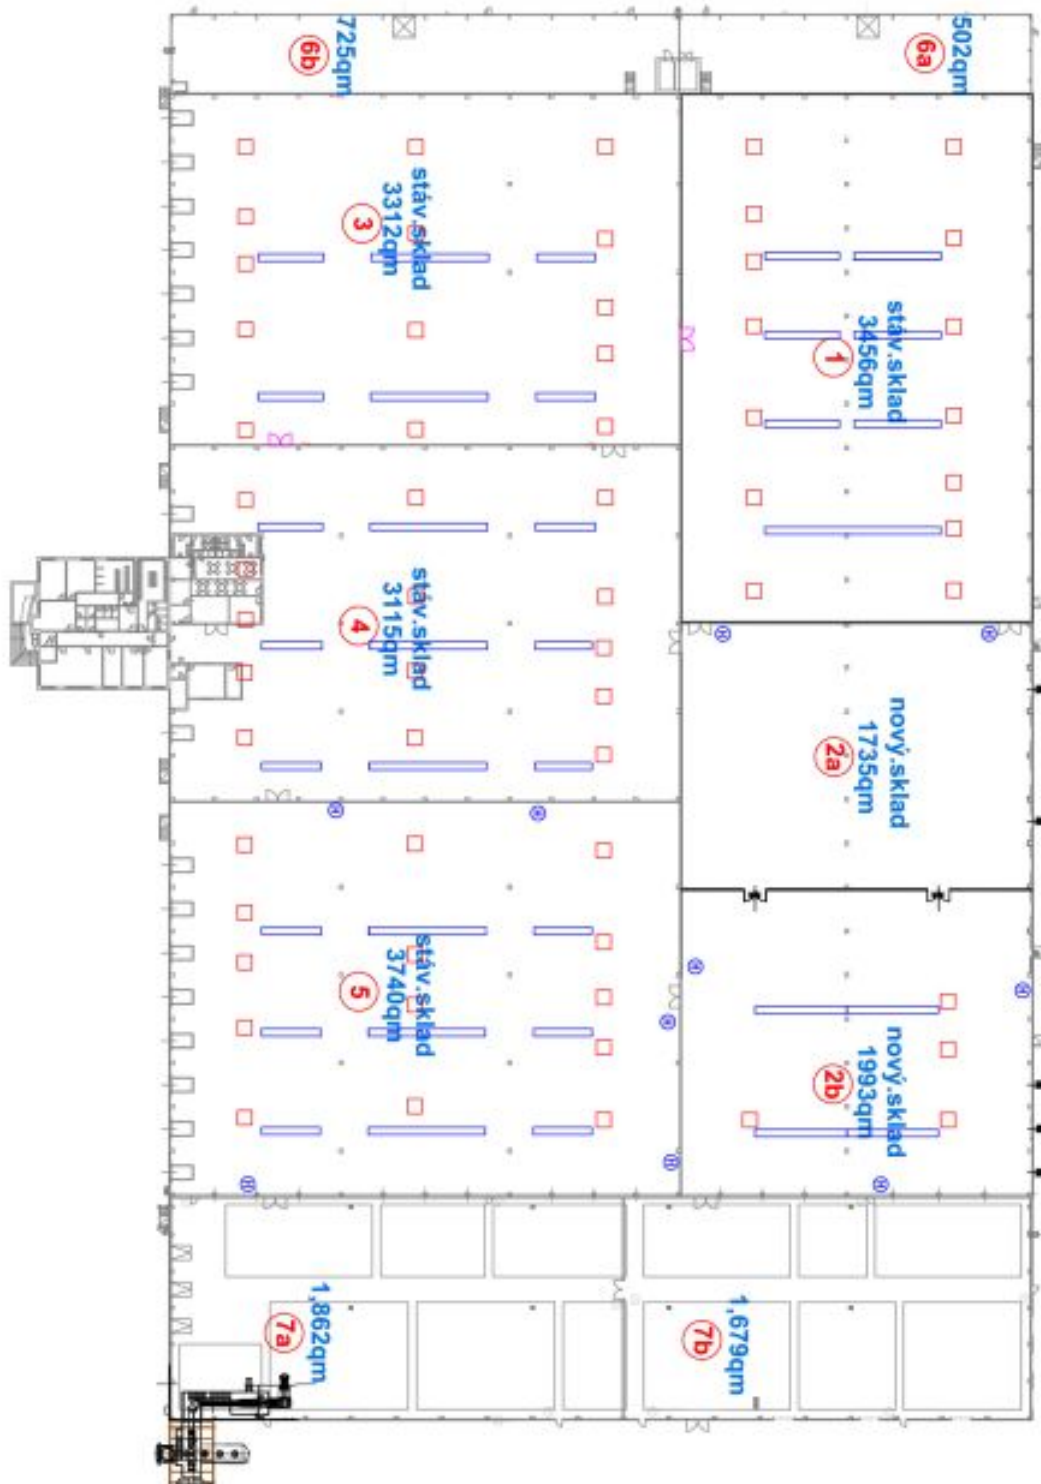 725qm
6b
502qm
6a
stáv.sklad
3312qm
3
stáv.sklad
3456qm
1
stáv.sklad
3115qm
4
nový.sklad
1735qm
2a
stáv.sklad
3740qm
5
nový.sklad
1993qm
2b
1,862qm
7a
1,679qm
7b